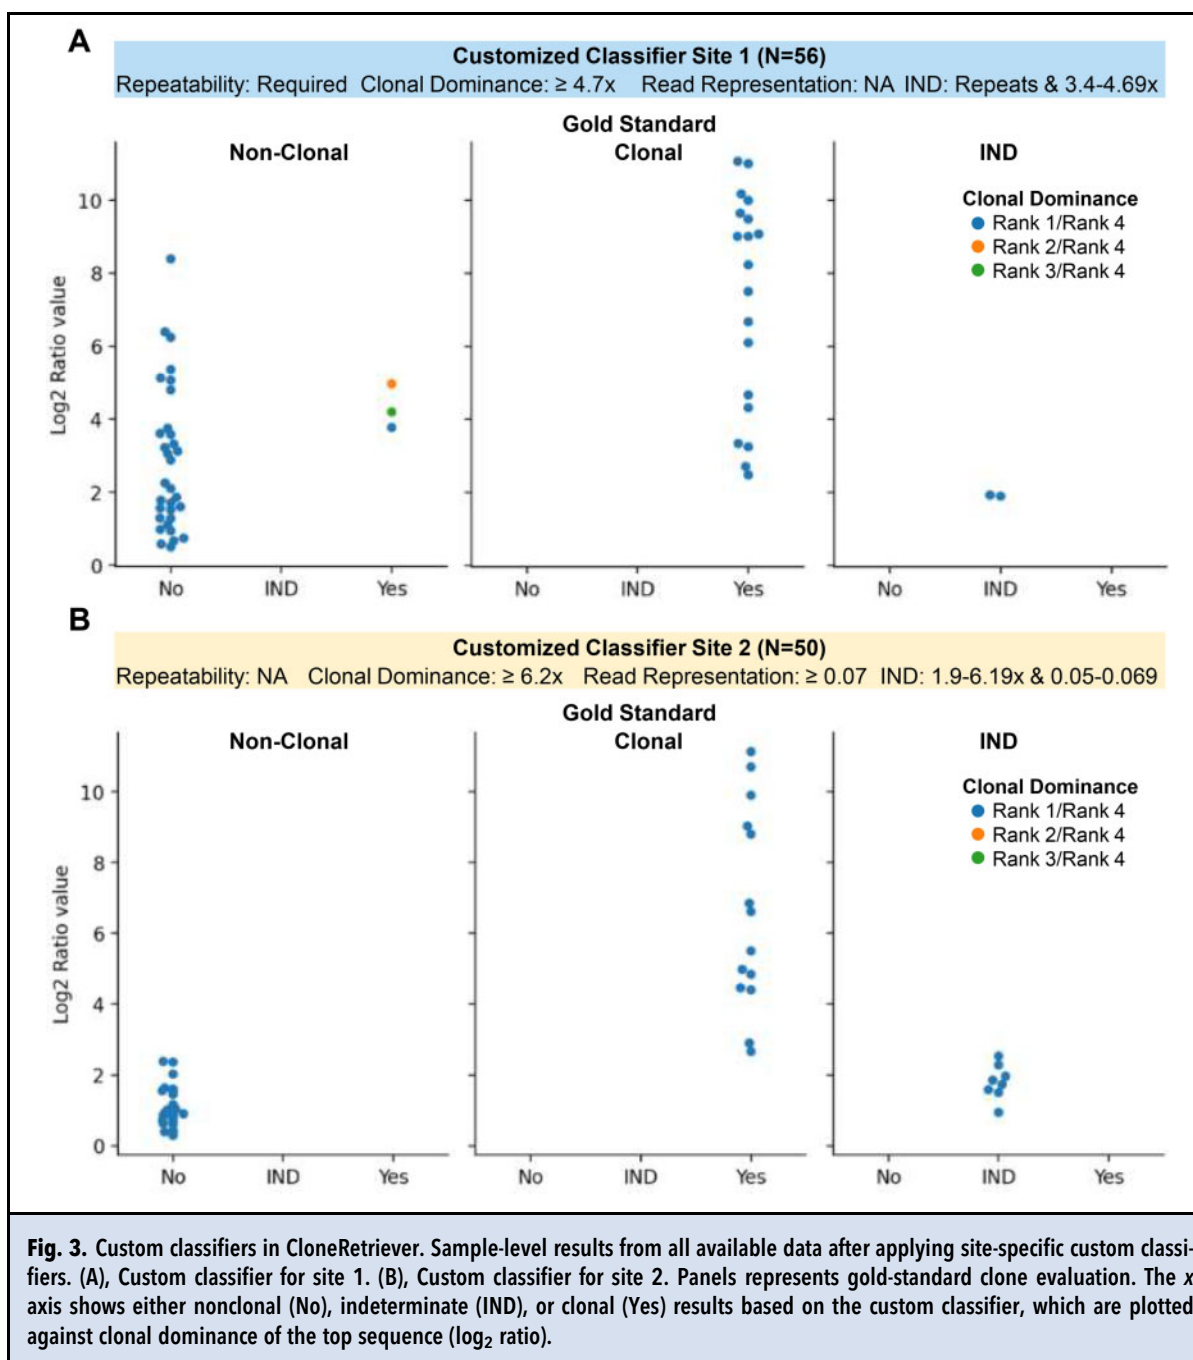 A
Customized Classifier Site 1 (N=56)
Repeatability: Required Clonal Dominance: ≥ 4.7x Read Representation: NA IND: Repeats & 3.4-4.69x
Gold Standard
Non-Clonal Clonal IND
Clonal Dominance
Rank 1/Rank 4
Rank 2/Rank 4
Rank 3/Rank 4
Log2 Ratio value
10
8
6
4
2
0
No IND Yes No IND Yes No IND Yes
B
Customized Classifier Site 2 (N=50)
Repeatability: NA Clonal Dominance: ≥ 6.2x Read Representation: ≥ 0.07 IND: 1.9-6.19x & 0.05-0.069
Gold Standard
Non-Clonal Clonal IND
Clonal Dominance
Rank 1/Rank 4
Rank 2/Rank 4
Rank 3/Rank 4
Log2 Ratio value
10
8
6
4
2
0
No IND Yes No IND Yes No IND Yes
Fig. 3. Custom classifiers in CloneRetriever. Sample-level results from all available data after applying site-specific custom classi-
fiers. (A), Custom classifier for site 1. (B), Custom classifier for site 2. Panels represents gold-standard clone evaluation. The x
axis shows either nonclonal (No), indeterminate (IND), or clonal (Yes) results based on the custom classifier, which are plotted
against clonal dominance of the top sequence (log₂ ratio).